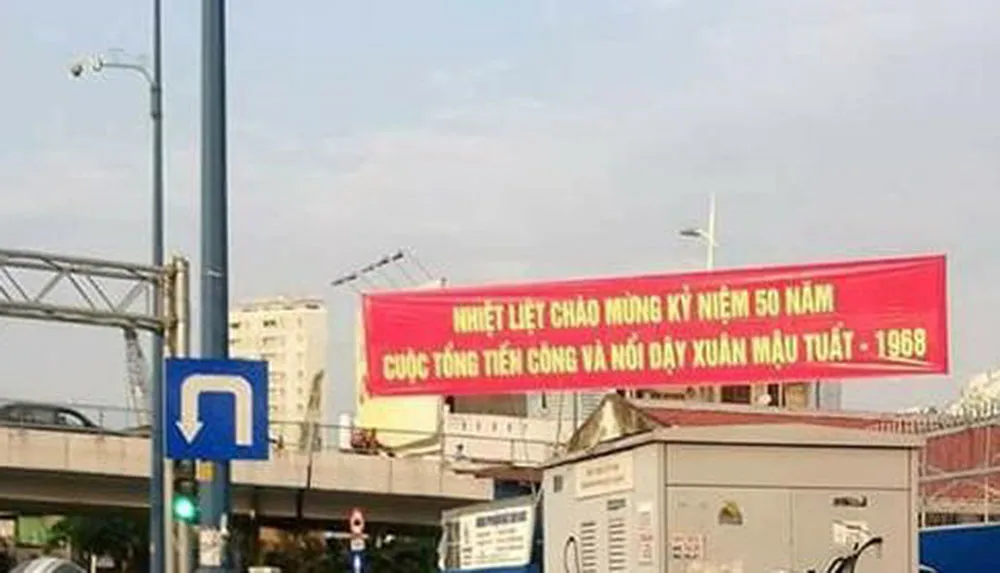 NHIỆT LIỆT CHÀO MỪNG KỶ NIỆM 50 NĂM
CUỘC TỔNG TIẾN CÔNG VÀ NỔI DẬY XUÂN MẬU TUẤT - 1968